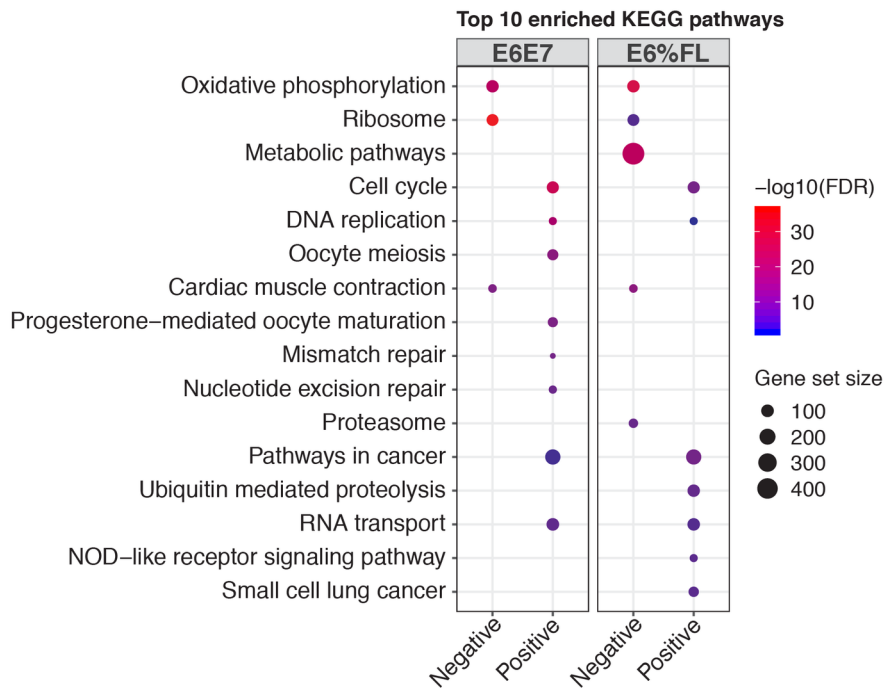 Top 10 enriched KEGG pathways
E6E7
E6%FL
Oxidative phosphorylation
Ribosome
Metabolic pathways
Cell cycle
DNA replication
Oocyte meiosis
Cardiac muscle contraction
Progesterone−mediated oocyte maturation
Mismatch repair
Nucleotide excision repair
Proteasome
Pathways in cancer
Ubiquitin mediated proteolysis
RNA transport
NOD−like receptor signaling pathway
Small cell lung cancer
Negative
Positive
Negative
Positive
−log10(FDR)
30
20
10
Gene set size
100
200
300
400